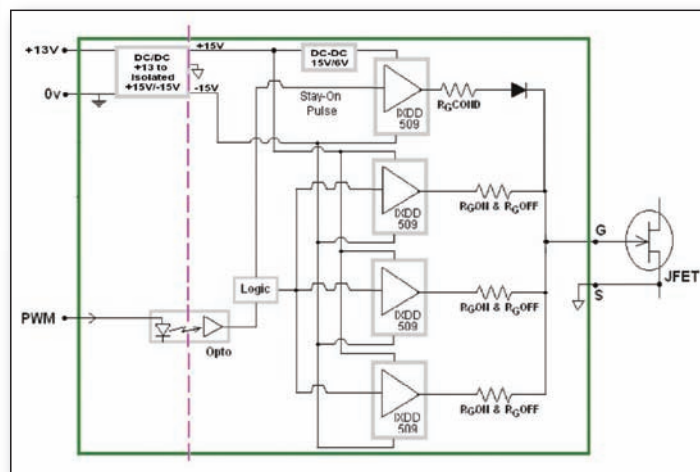 +13V
0v
DC/DC
+13 to
Isolated
+15V/-15V
+15V
-15V
DC-DC
15V/6V
Stay-On
Pulse
IXDD
509
RGCOND
IXDD
509
RGON & RGOFF
IXDD
509
RGON & RGOFF
IXDD
509
RGON & RGOFF
Logic
PWM
Opto
G
S
JFET